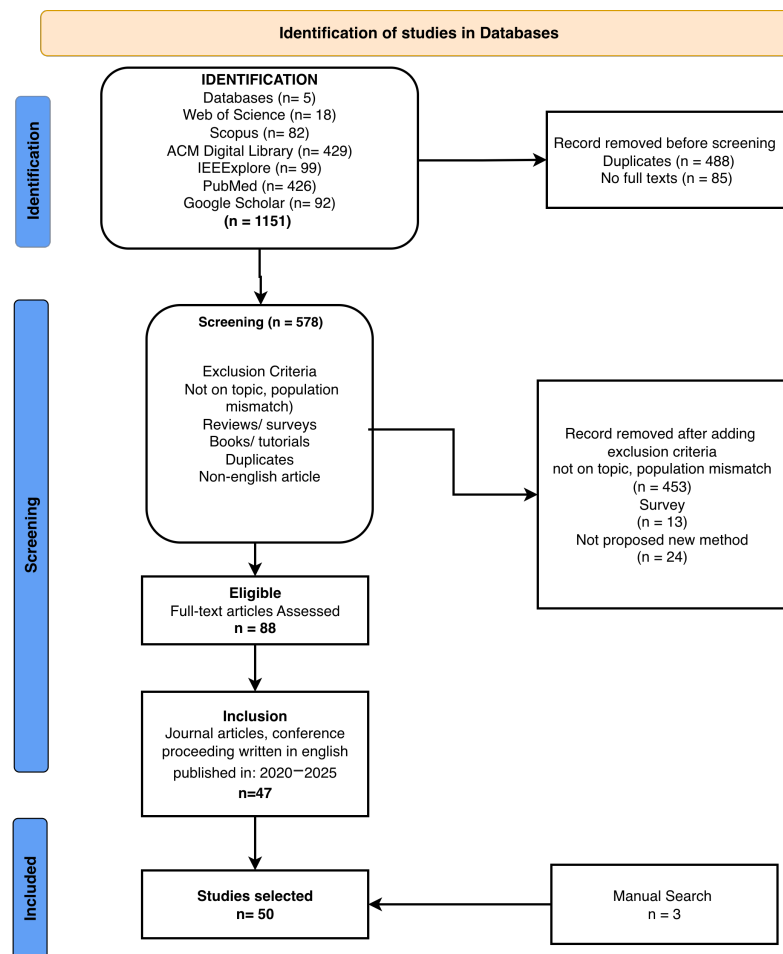 Identification of studies in Databases
Identification
IDENTIFICATION
Databases (n= 5)
Web of Science (n= 18)
Scopus (n= 82)
ACM Digital Library (n= 429)
IEEExplore (n= 99)
PubMed (n= 426)
Google Scholar (n= 92)
(n = 1151)
Record removed before screening
Duplicates (n = 488)
No full texts (n = 85)
Screening
Screening (n = 578)
Exclusion Criteria
Not on topic, population
mismatch)
Reviews/ surveys
Books/ tutorials
Duplicates
Non-english article
Record removed after adding
exclusion criteria
not on topic, population mismatch
(n = 453)
Survey
(n = 13)
Not proposed new method
(n = 24)
Eligible
Full-text articles Assessed
n = 88
Inclusion
Journal articles, conference
proceeding written in english
published in: 2020–2025
n=47
Included
Studies selected
n= 50
Manual Search
n = 3